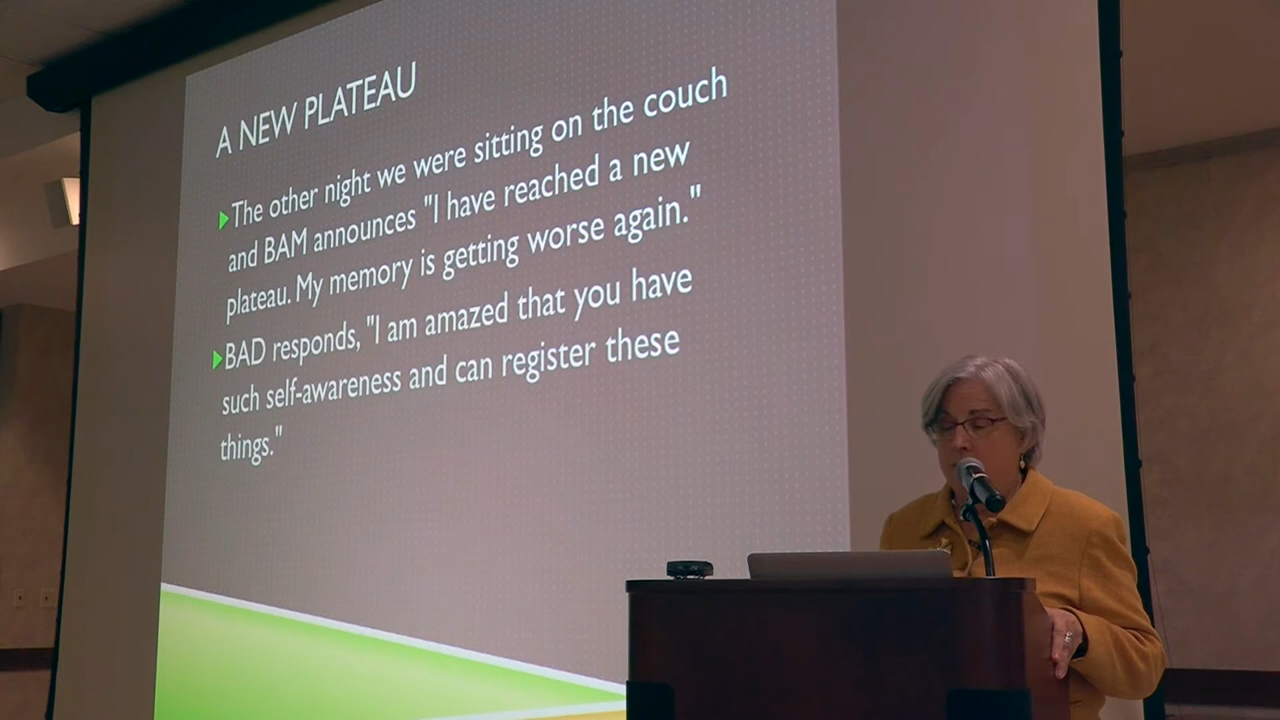 A NEW PLATEAU
The other night we were sitting on the couch
and BAM announces "I have reached a new
plateau. My memory is getting worse again."
BAD responds, "I am amazed that you have
such self-awareness and can register these
things."